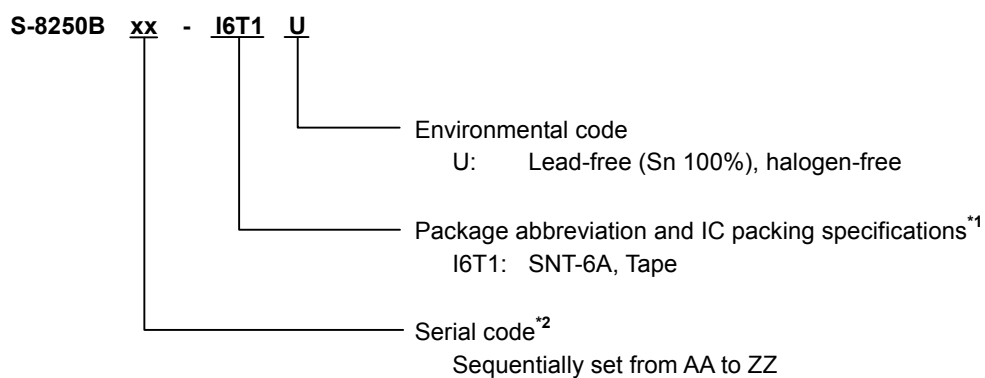 S-8250B xx - I6T1 U
Environmental code
U: Lead-free (Sn 100%), halogen-free
Package abbreviation and IC packing specifications*1
I6T1: SNT-6A, Tape
Serial code*2
Sequentially set from AA to ZZ